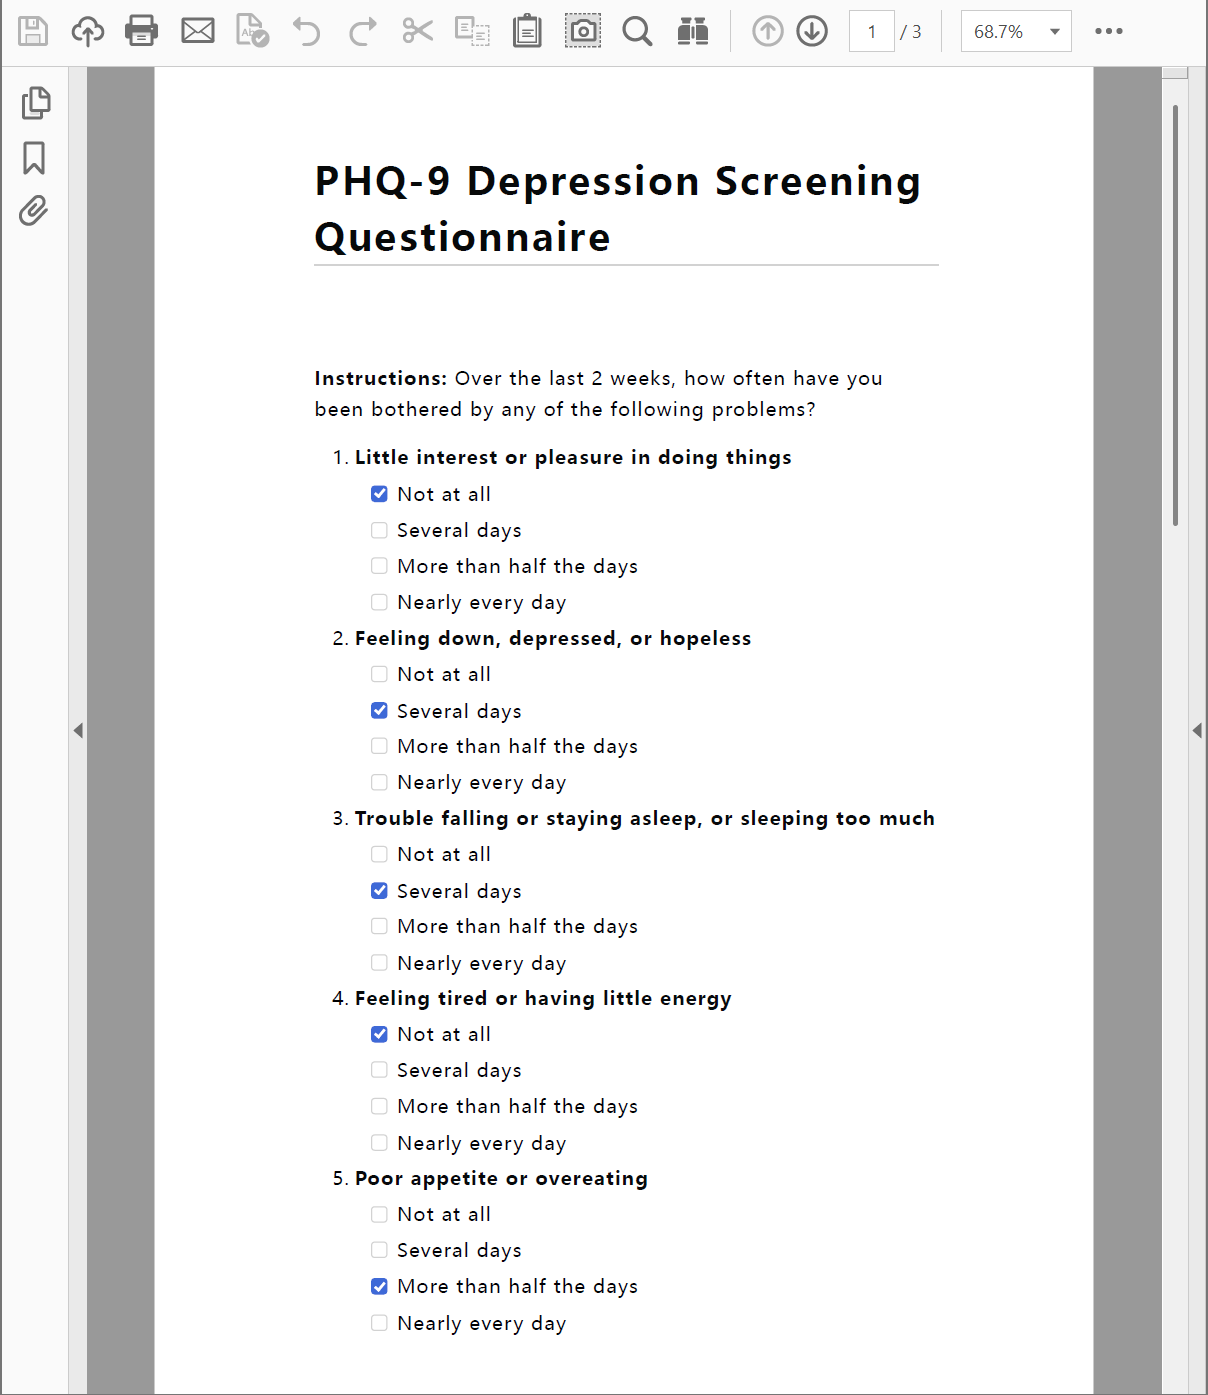 1 / 3 68.7%
PHQ-9 Depression Screening
Questionnaire
Instructions: Over the last 2 weeks, how often have you
been bothered by any of the following problems?
1. Little interest or pleasure in doing things
Not at all
Several days
More than half the days
Nearly every day
2. Feeling down, depressed, or hopeless
Not at all
Several days
More than half the days
Nearly every day
3. Trouble falling or staying asleep, or sleeping too much
Not at all
Several days
More than half the days
Nearly every day
4. Feeling tired or having little energy
Not at all
Several days
More than half the days
Nearly every day
5. Poor appetite or overeating
Not at all
Several days
More than half the days
Nearly every day